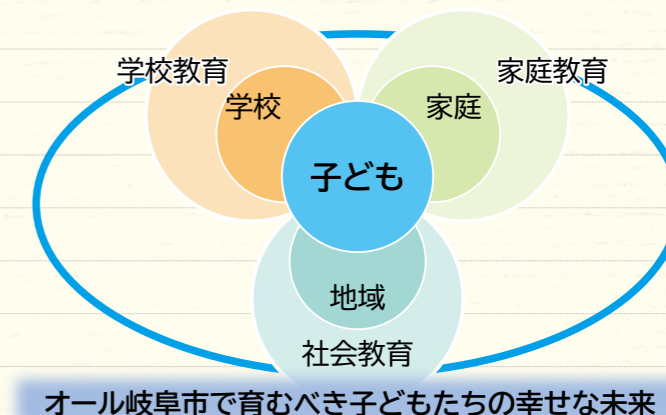 学校教育
家庭教育
学校
家庭
子ども
地域
社会教育
オール岐阜市で育むべき子どもたちの幸せな未来